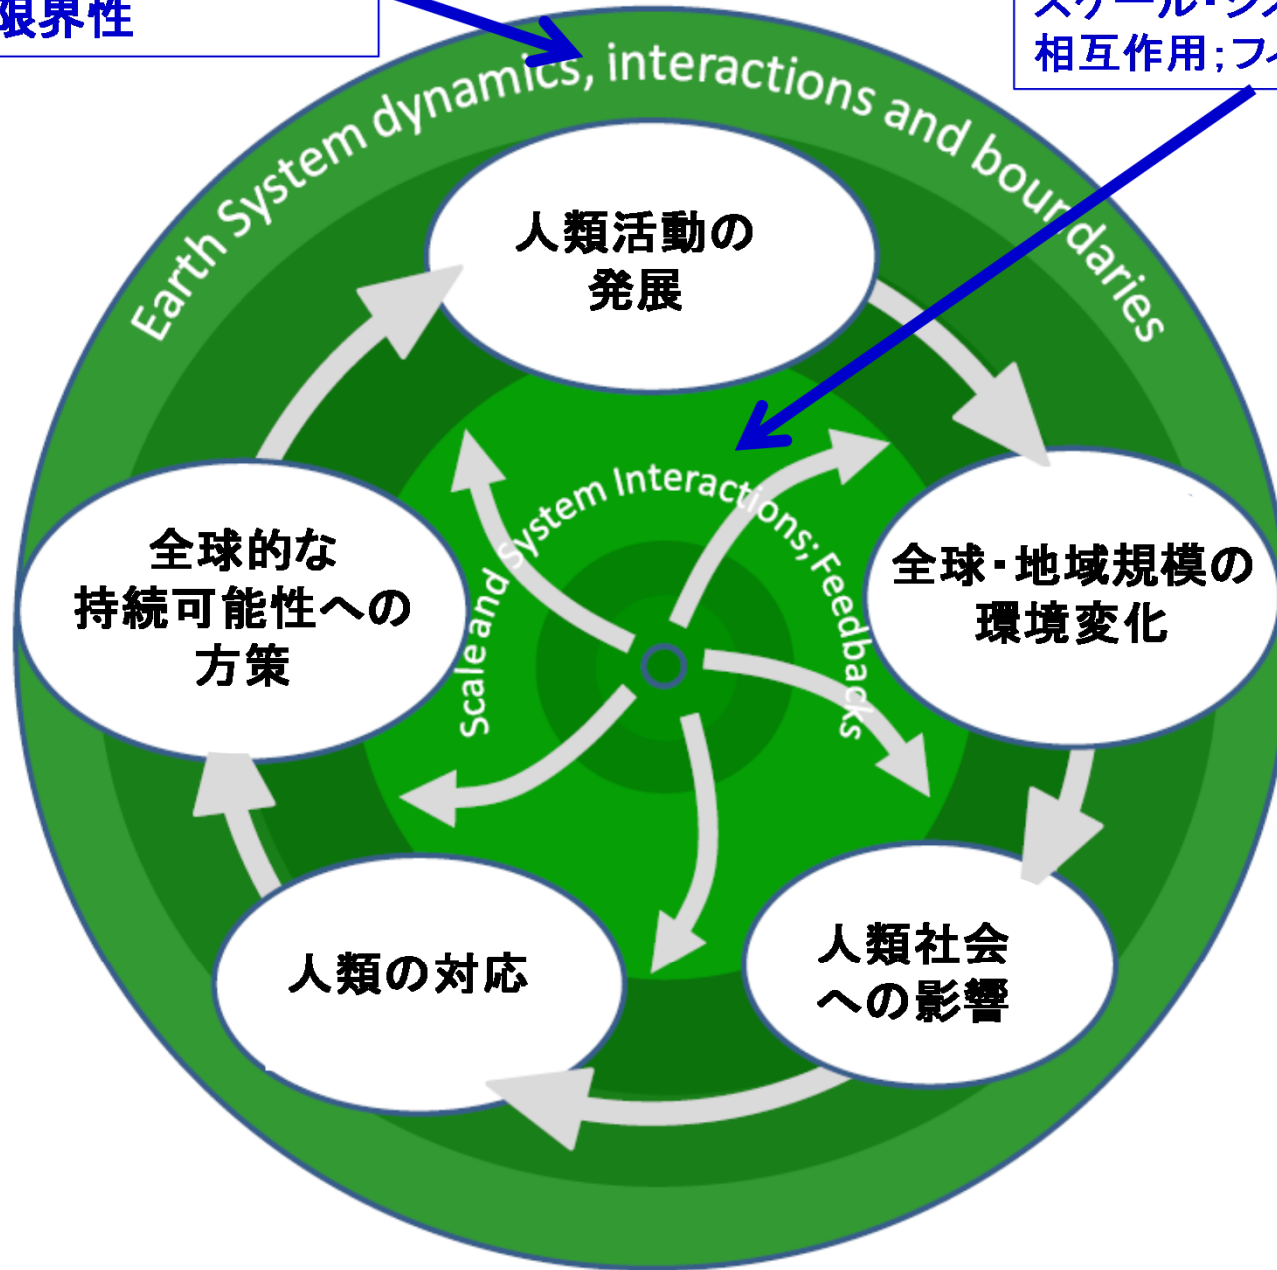 限界性
スケール・シス
相互作用；フィ
Earth System dynamics, interactions and boundaries
人類活動の
発展
Scale and System Interactions; Feedbacks
全球的な
持続可能性への
方策
全球・地域規模の
環境変化
人類の対応
人類社会
への影響